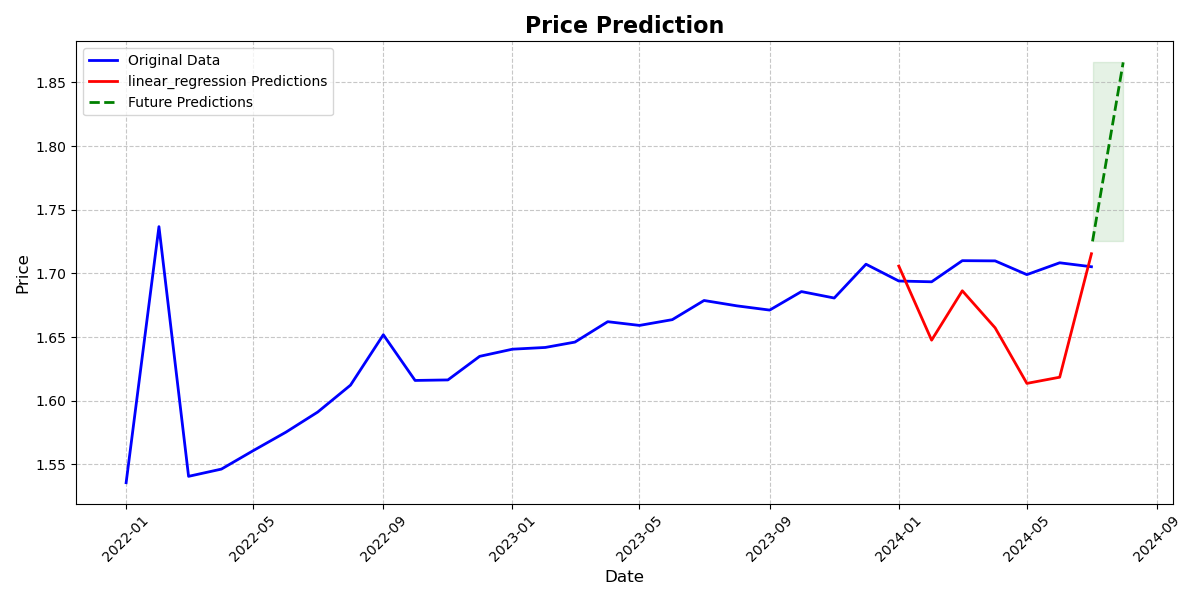 Price Prediction
Original Data
linear_regression Predictions
Future Predictions
Price
1.85
1.80
1.75
1.70
1.65
1.60
1.55
2022-01
2022-05
2022-09
2023-01
2023-05
2023-09
2024-01
2024-05
2024-09
Date